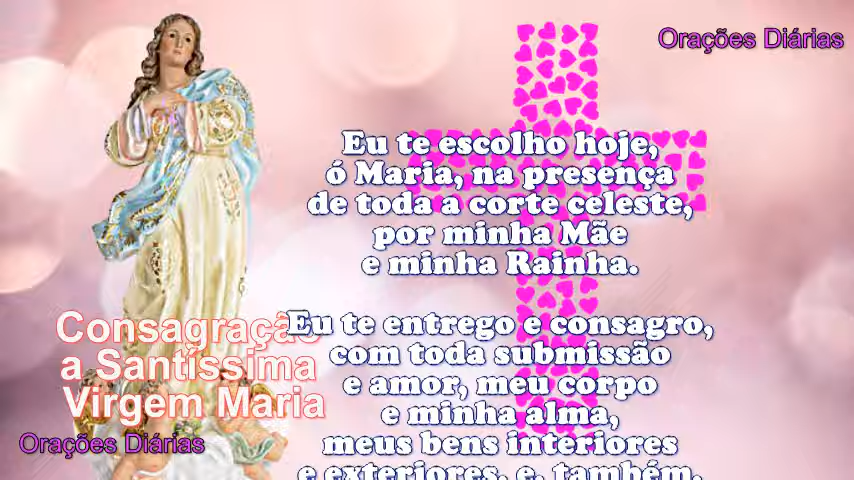 Orações Diárias
Eu te escolho hoje,
ó Maria, na presença
de toda a corte celeste,
por minha Mãe
e minha Rainha.
Eu te entrego e consagro,
com toda submissão
e amor, meu corpo
e minha alma,
meus bens interiores
e exteriores, e, também,
Consagração
a Santíssima
Virgem Maria
Orações Diárias